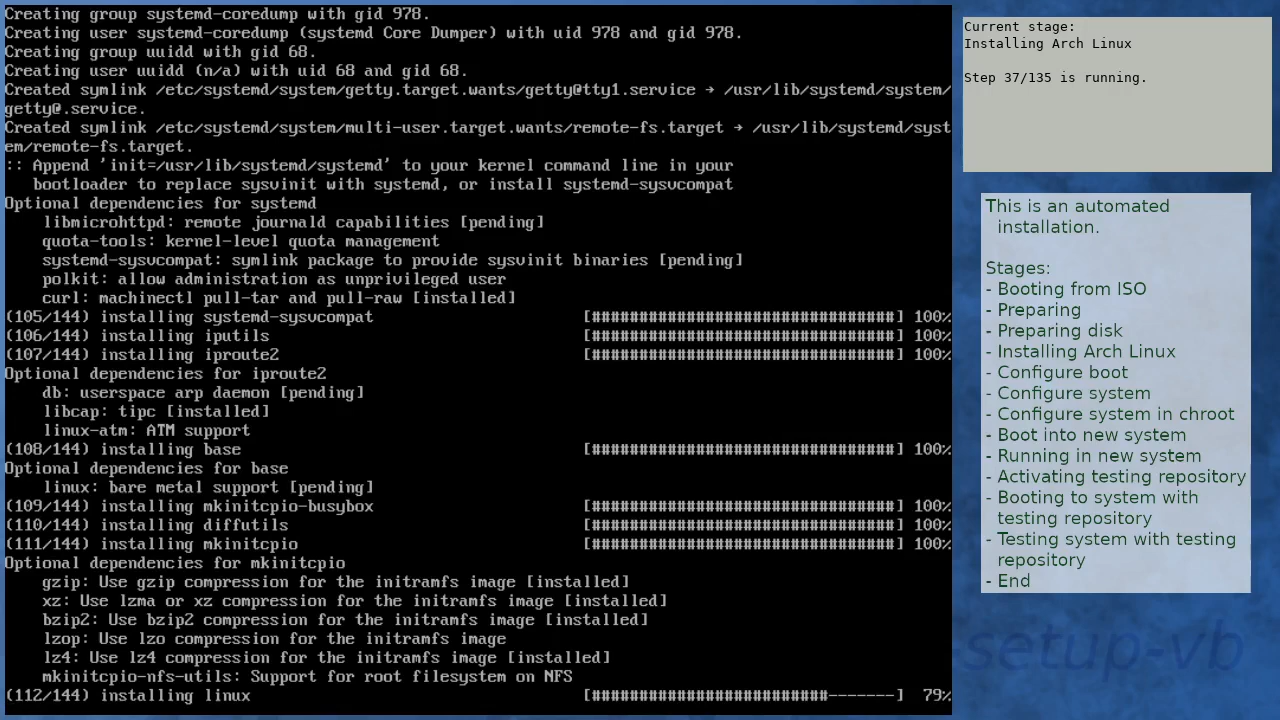 Creating group systemd-coredump with gid 978.
Creating user systemd-coredump (systemd Core Dumper) with uid 978 and gid 978.
Creating group uuidd with gid 68.
Creating user uuidd (n/a) with uid 68 and gid 68.
Created symlink /etc/systemd/system/getty.target.wants/getty@tty1.service → /usr/lib/systemd/system/
getty@.service.
Created symlink /etc/systemd/system/multi-user.target.wants/remote-fs.target → /usr/lib/systemd/syst
em/remote-fs.target.
:: Append 'init=/usr/lib/systemd/systemd' to your kernel command line in your
   bootloader to replace sysvinit with systemd, or install systemd-sysvcompat
Optional dependencies for systemd
    libmicrohttpd: remote journald capabilities [pending]
    quota-tools: kernel-level quota management
    systemd-sysvcompat: symlink package to provide sysvinit binaries [pending]
    polkit: allow administration as unprivileged user
    curl: machinectl pull-tar and pull-raw [installed]
(105/144) installing systemd-sysvcompat [################################] 100%
(106/144) installing iputils [################################] 100%
(107/144) installing iproute2 [################################] 100%
Optional dependencies for iproute2
    db: userspace arp daemon [pending]
    libcap: tipc [installed]
    linux-atm: ATM support
(108/144) installing base [################################] 100%
Optional dependencies for base
    linux: bare metal support [pending]
(109/144) installing mkinitcpio-busybox [################################] 100%
(110/144) installing diffutils [################################] 100%
(111/144) installing mkinitcpio [################################] 100%
Optional dependencies for mkinitcpio
    gzip: Use gzip compression for the initramfs image [installed]
    xz: Use lzma or xz compression for the initramfs image [installed]
    bzip2: Use bzip2 compression for the initramfs image [installed]
    lzop: Use lzo compression for the initramfs image
    lz4: Use lz4 compression for the initramfs image [installed]
    mkinitcpio-nfs-utils: Support for root filesystem on NFS
(112/144) installing linux [#########################-------] 79%
Current stage:
Installing Arch Linux
Step 37/135 is running.
This is an automated
installation.
Stages:
- Booting from ISO
- Preparing
- Preparing disk
- Installing Arch Linux
- Configure boot
- Configure system
- Configure system in chroot
- Boot into new system
- Running in new system
- Activating testing repository
- Booting to system with
testing repository
- Testing system with testing
repository
- End
-setup-vb